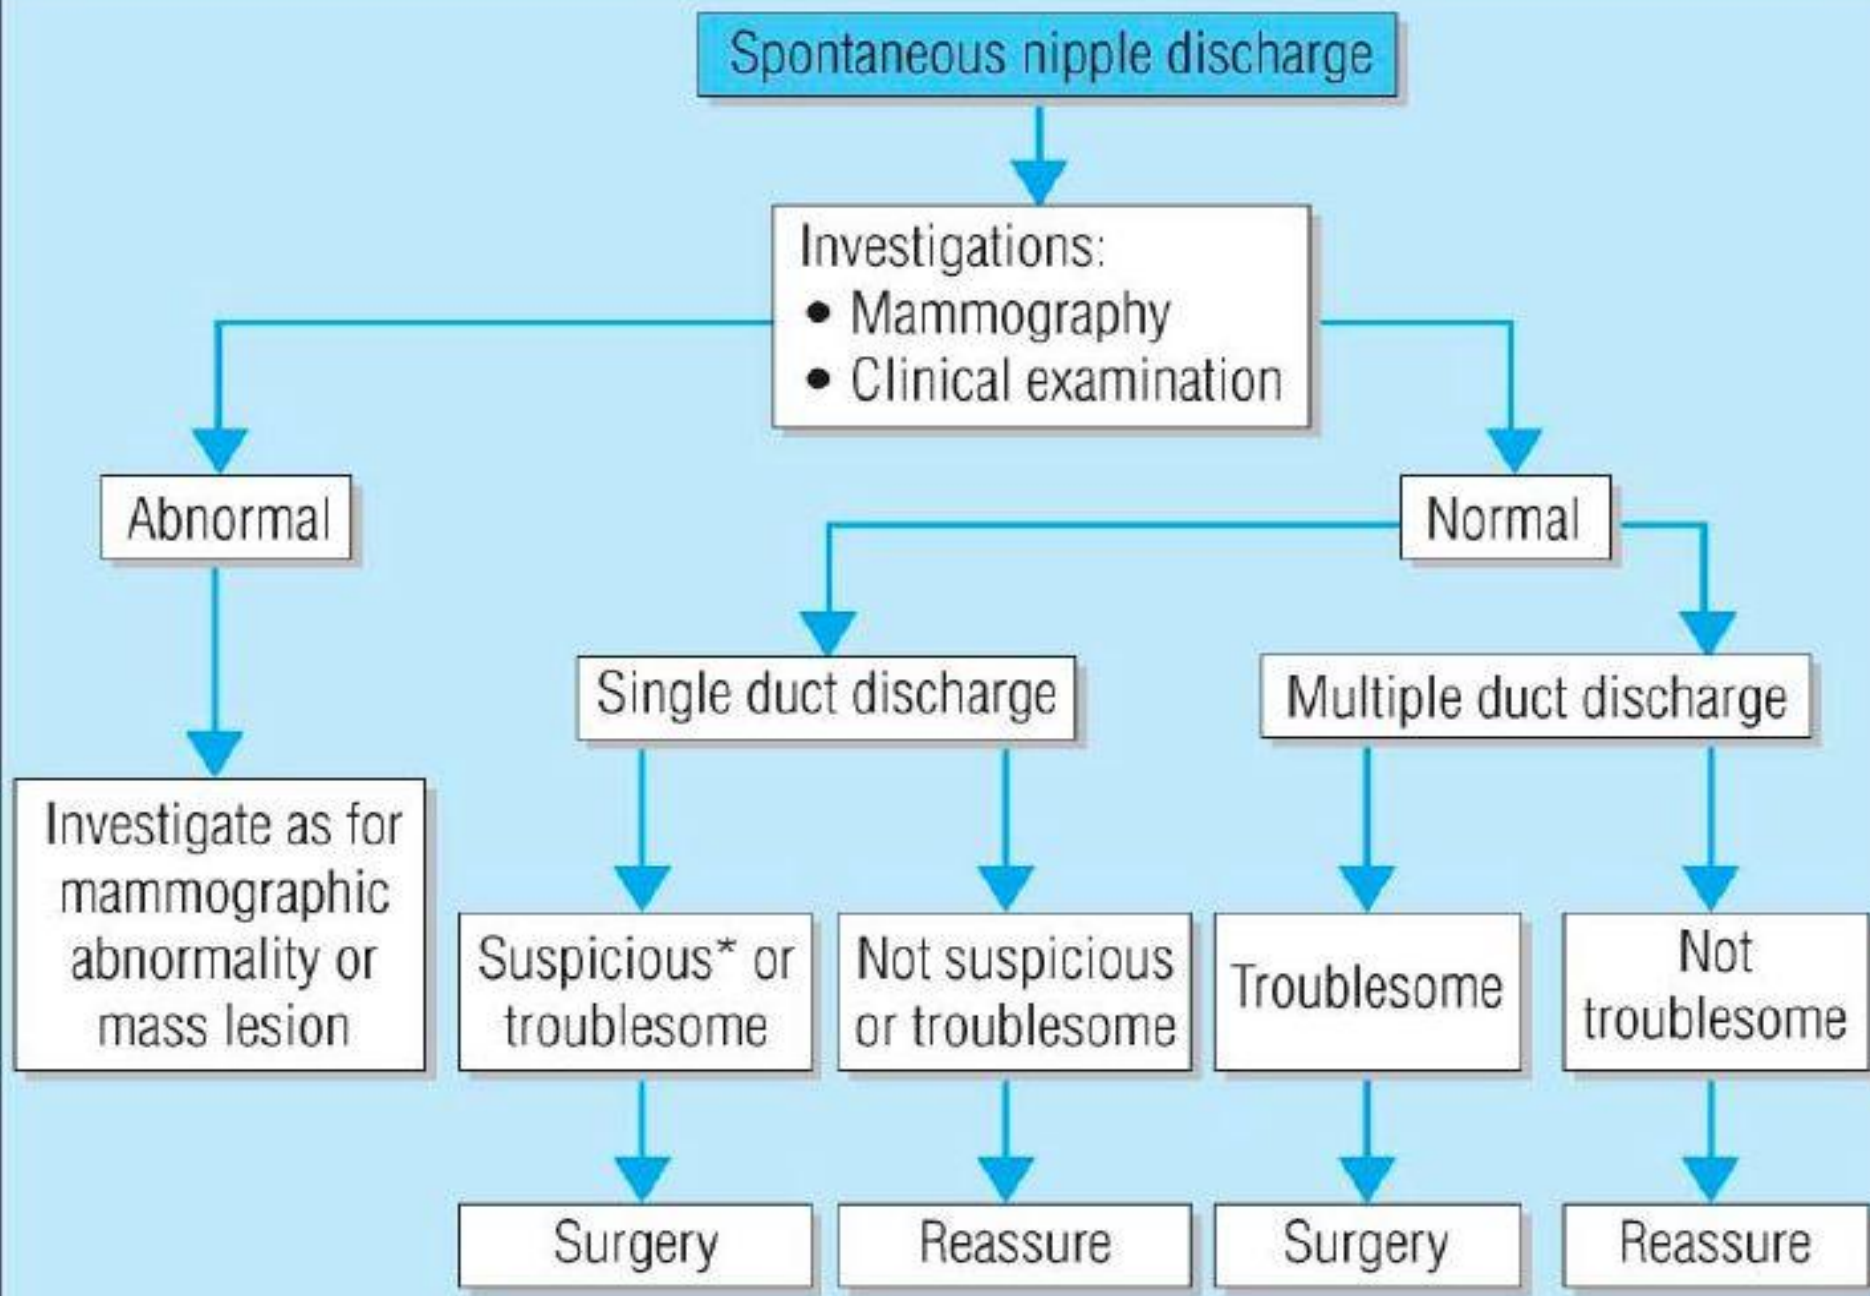 Spontaneous nipple discharge
Investigations:
• Mammography
• Clinical examination
Abnormal
Normal
Single duct discharge
Multiple duct discharge
Investigate as for
mammographic
abnormality or
mass lesion
Suspicious* or
troublesome
Not suspicious
or troublesome
Troublesome
Not
troublesome
Surgery
Reassure
Surgery
Reassure